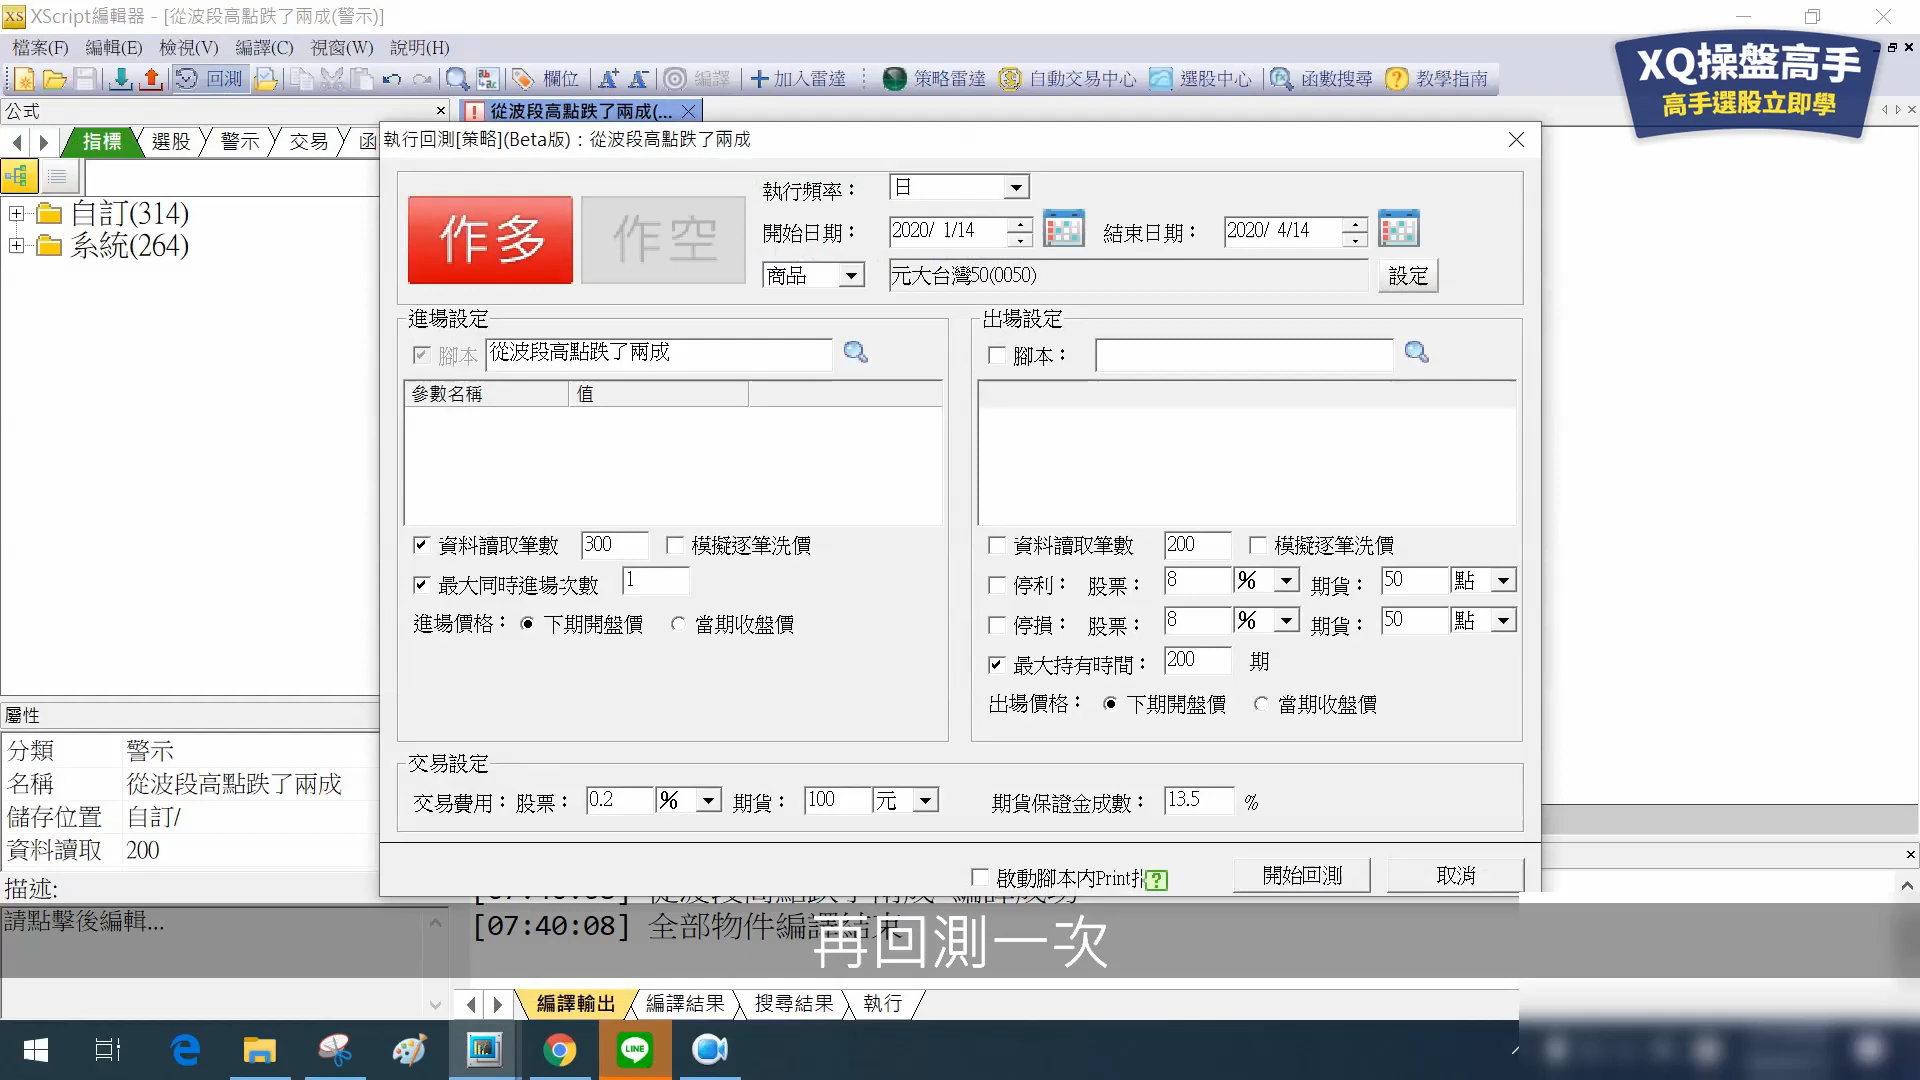 XScript編輯器 - [從波段高點跌了兩成(警示)]
檔案(F) 編輯(E) 檢視(V) 編譯(C) 視窗(W) 說明(H)
回測 欄位 編譯 加入雷達 策略雷達 自動交易中心 選股中心 函數搜尋 教學指南
XQ操盤高手
高手選股立即學
公式
從波段高點跌了兩成(...
指標 選股 警示 交易 函
自訂(314)
系統(264)
執行回測[策略](Beta版)：從波段高點跌了兩成
作多 作空
執行頻率： 日
開始日期： 2020/ 1/14 結束日期： 2020/ 4/14
商品 元大台灣50(0050) 設定
進場設定
腳本 從波段高點跌了兩成
參數名稱 值
資料讀取筆數 300 模擬逐筆洗價
最大同時進場次數 1
進場價格： 下期開盤價 當期收盤價
出場設定
腳本：
資料讀取筆數 200 模擬逐筆洗價
停利： 股票： 8 % 期貨： 50 點
停損： 股票： 8 % 期貨： 50 點
最大持有時間： 200 期
出場價格： 下期開盤價 當期收盤價
交易設定
交易費用： 股票： 0.2 % 期貨： 100 元 期貨保證金成數： 13.5 %
啟動腳本內Print
開始回測 取消
屬性
分類 警示
名稱 從波段高點跌了兩成
儲存位置 自訂/
資料讀取 200
描述:
請點擊後編輯...
[07:40:08] 全部物件編譯結束
再回測一次
編譯輸出 編譯結果 搜尋結果 執行
LINE